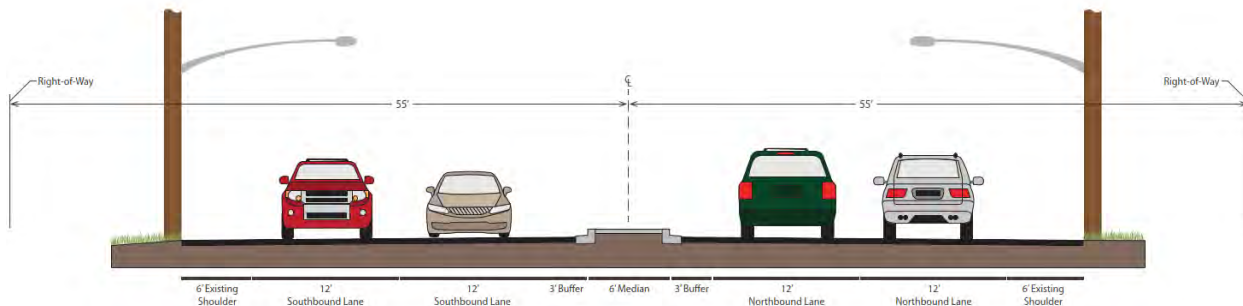 Right-of-Way
℄
Right-of-Way
55'
55'
6' Existing
Shoulder
12'
Southbound Lane
12'
Southbound Lane
3' Buffer
6' Median
3' Buffer
12'
Northbound Lane
12'
Northbound Lane
6' Existing
Shoulder